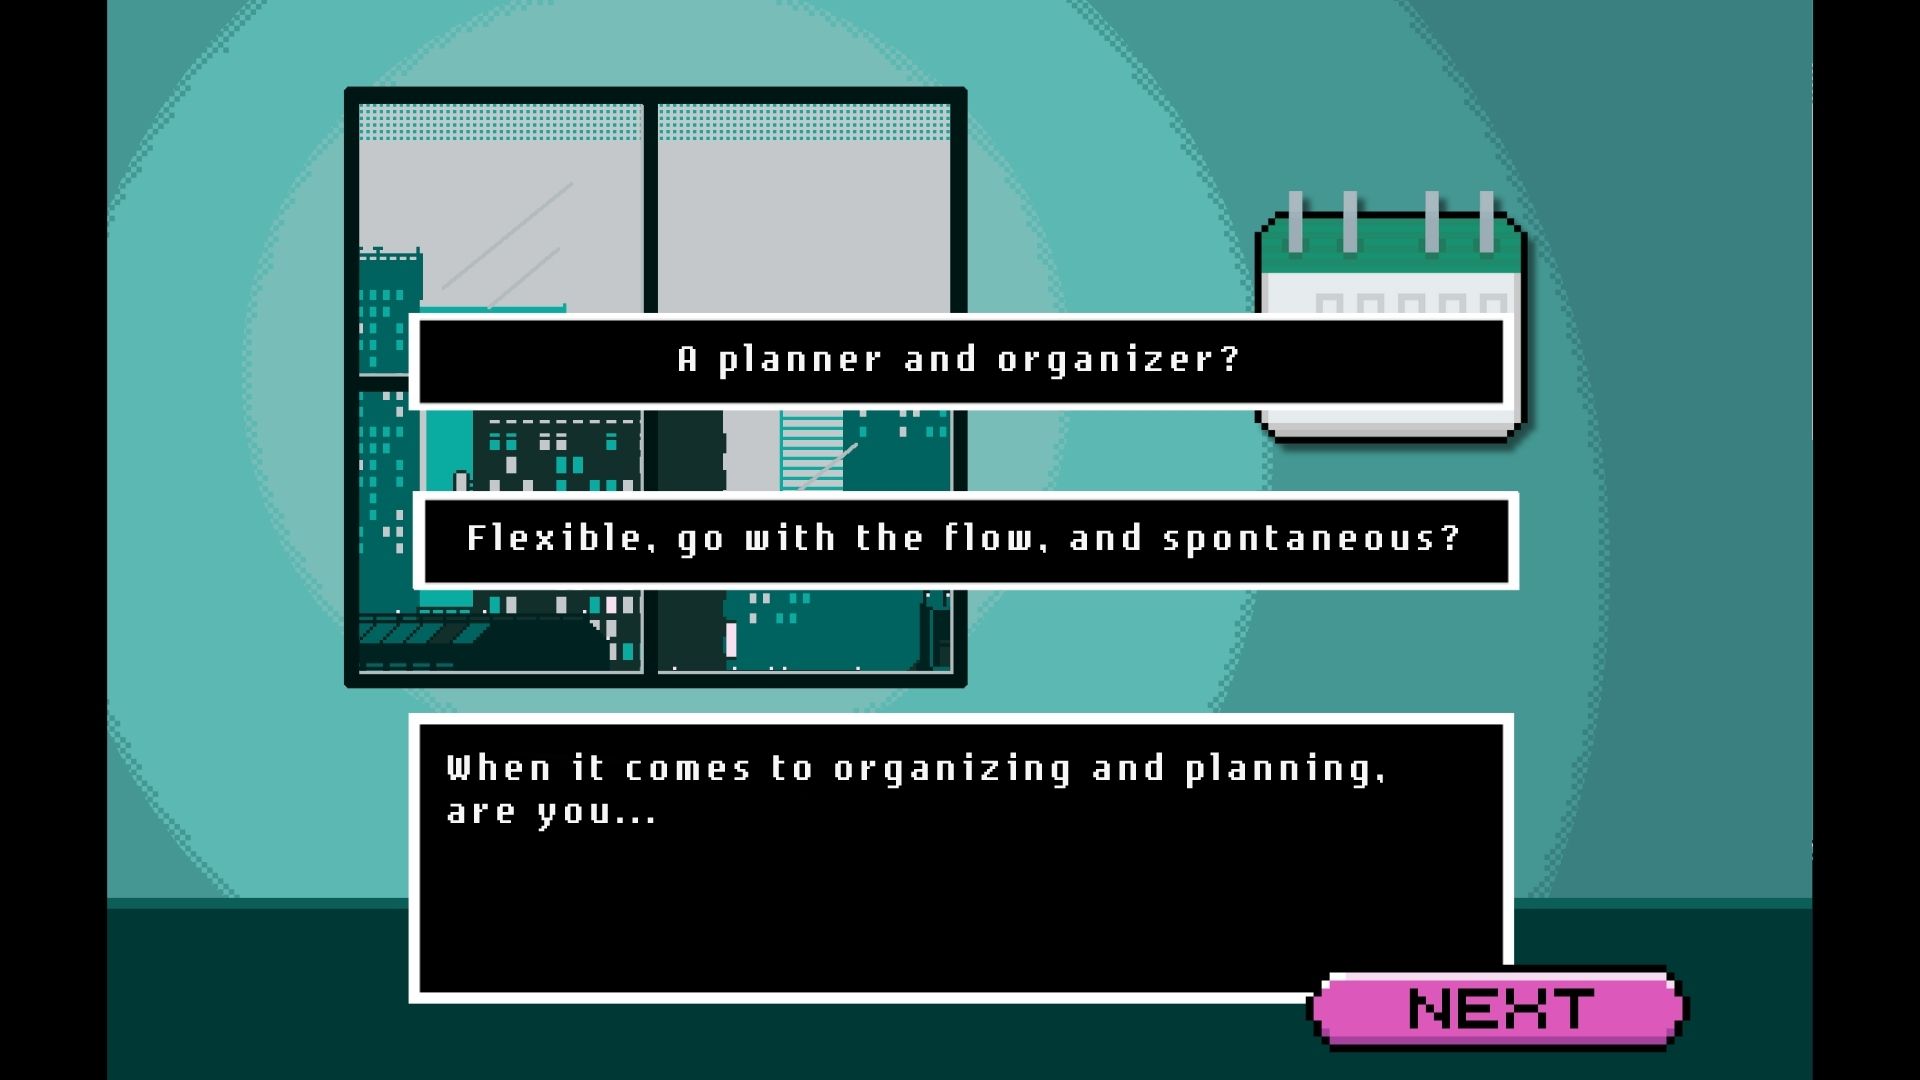 A planner and organizer?
Flexible, go with the flow, and spontaneous?
When it comes to organizing and planning,
are you...
NEXT